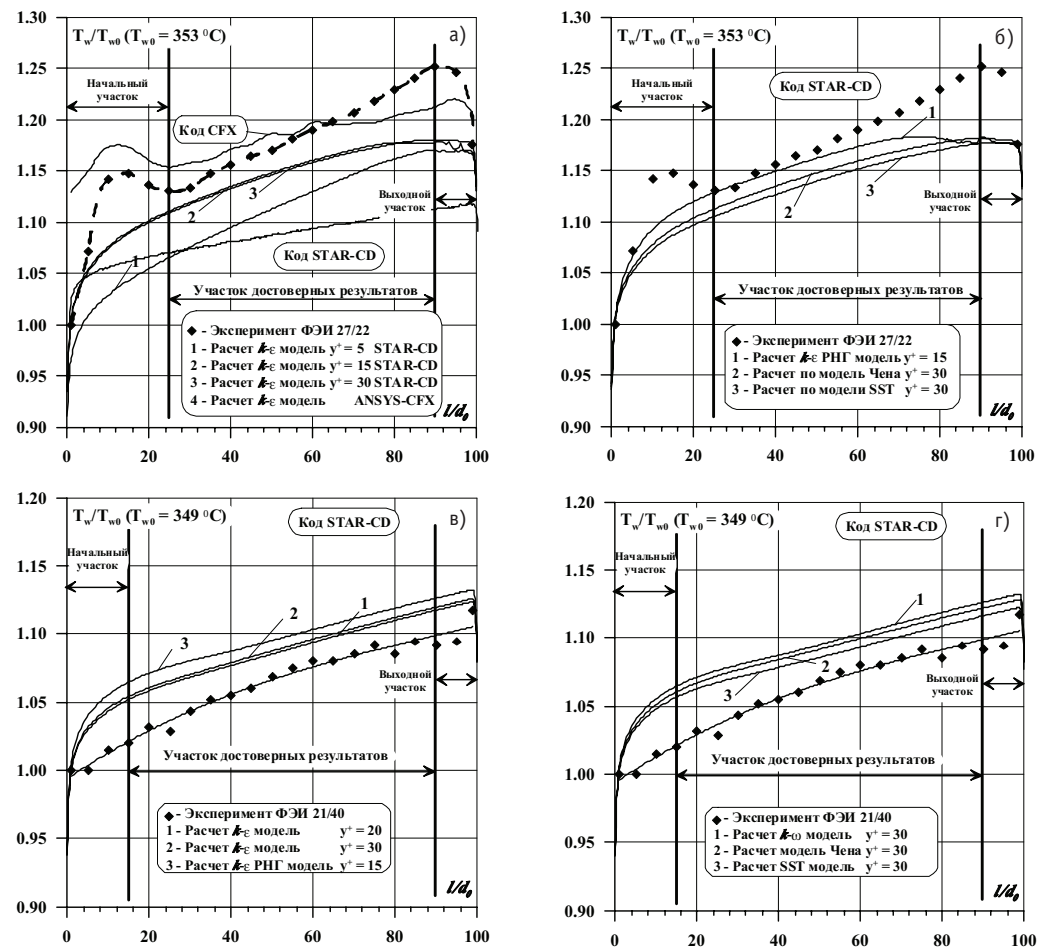 а)
T_w/T_w0 (T_w0 = 353 ⁰C)
1.30
1.25
1.20
1.15
1.10
1.05
1.00
0.95
0.90
Начальный
участок
Код CFX
3
2
1
Выходной
участок
Код STAR-CD
Участок достоверных результатов
◆ - Эксперимент ФЭИ 27/22
1 - Расчет k-ε модель y⁺ = 5 STAR-CD
2 - Расчет k-ε модель y⁺ = 15 STAR-CD
3 - Расчет k-ε модель y⁺ = 30 STAR-CD
4 - Расчет k-ε модель ANSYS-CFX
l/d₀
0 20 40 60 80 100
б)
T_w/T_w0 (T_w0 = 353 ⁰C)
1.30
1.25
1.20
1.15
1.10
1.05
1.00
0.95
0.90
Начальный
участок
Код STAR-CD
1
2
3
Выходной
участок
Участок достоверных результатов
◆ - Эксперимент ФЭИ 27/22
1 - Расчет k-ε РНГ модель y⁺ = 15
2 - Расчет по модель Чена y⁺ = 30
3 - Расчет по модели SST y⁺ = 30
l/d₀
0 20 40 60 80 100
в)
T_w/T_w0 (T_w0 = 349 ⁰C)
1.20
1.15
1.10
1.05
1.00
0.95
0.90
Код STAR-CD
Начальный
участок
3
2
1
Выходной
участок
Участок достоверных результатов
◆ - Эксперимент ФЭИ 21/40
1 - Расчет k-ε модель y⁺ = 20
2 - Расчет k-ε модель y⁺ = 30
3 - Расчет k-ε РНГ модель y⁺ = 15
l/d₀
0 20 40 60 80 100
г)
T_w/T_w0 (T_w0 = 349 ⁰C)
1.20
1.15
1.10
1.05
1.00
0.95
0.90
Код STAR-CD
Начальный
участок
1
2
3
Выходной
участок
Участок достоверных результатов
◆ - Эксперимент ФЭИ 21/40
1 - Расчет k-ω модель y⁺ = 30
2 - Расчет модель Чена y⁺ = 30
3 - Расчет SST модель y⁺ = 30
l/d₀
0 20 40 60 80 100